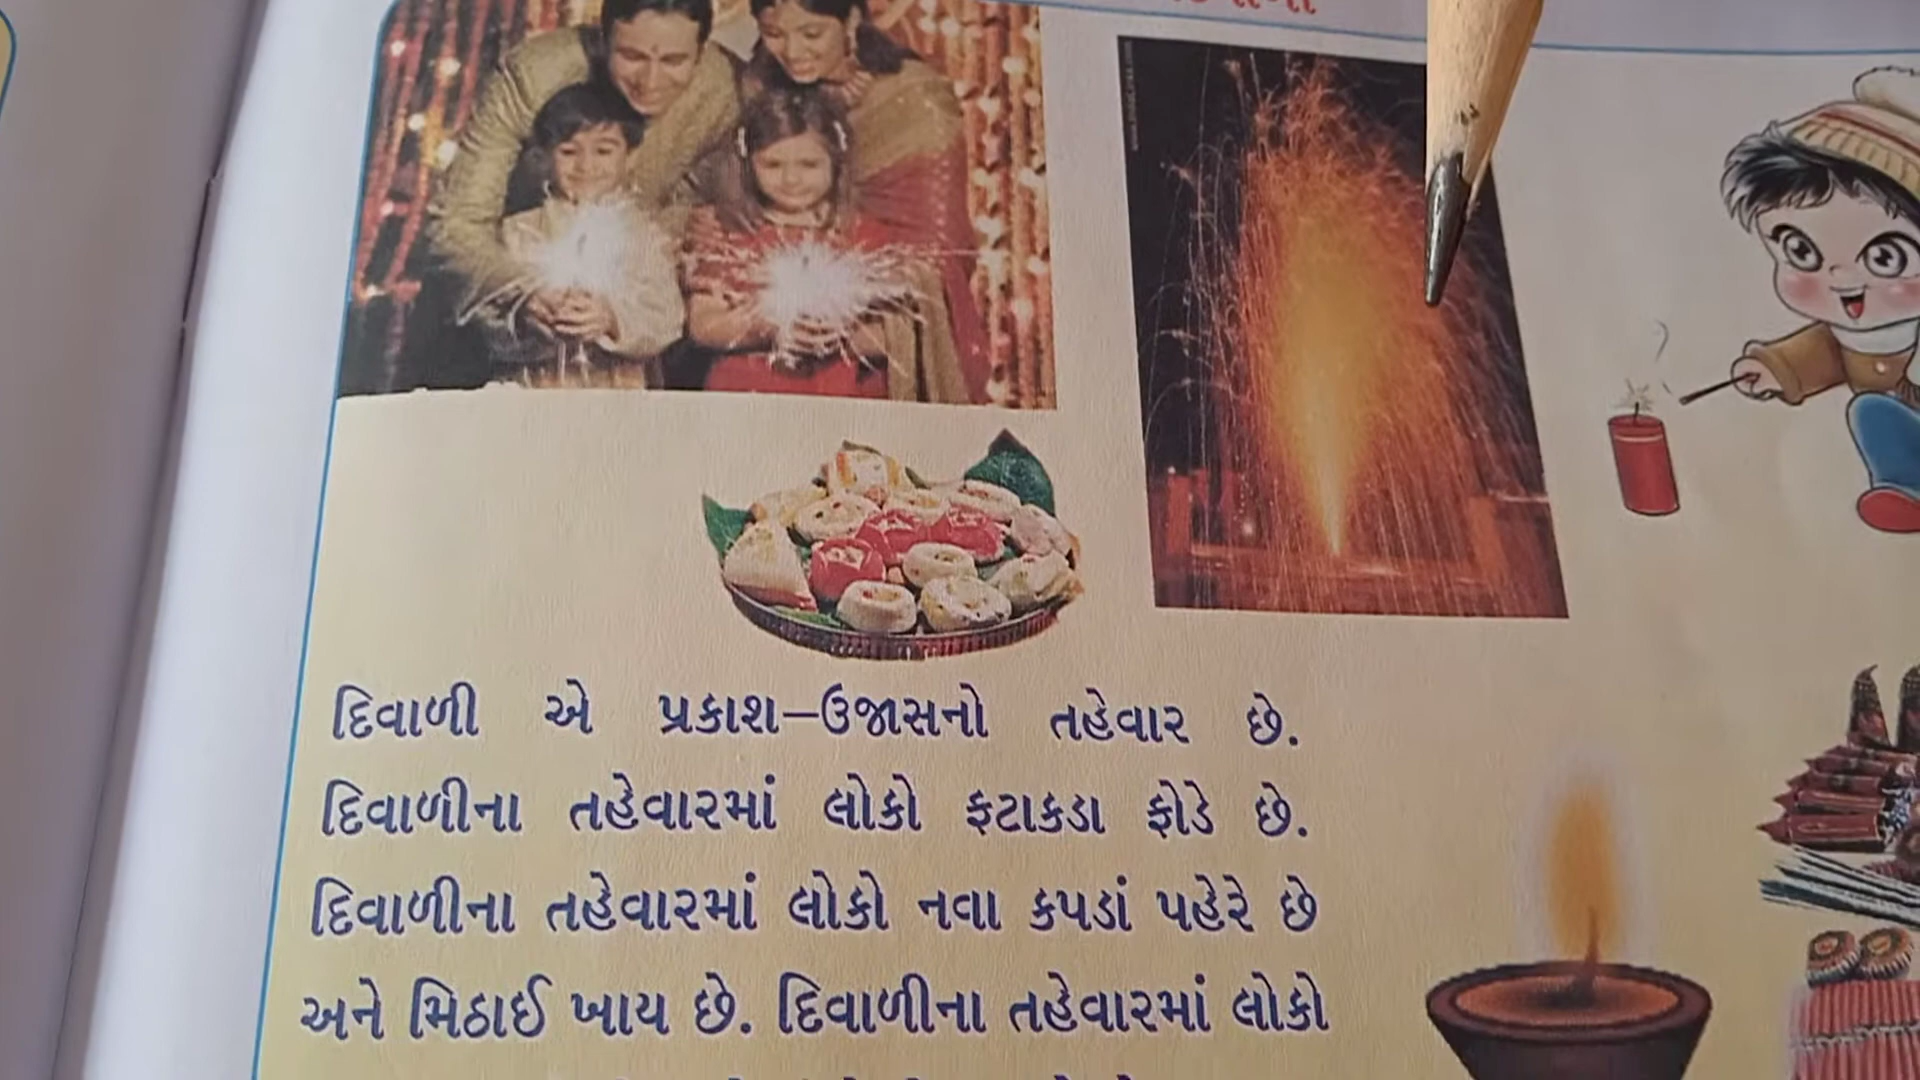 દિવાળી એ પ્રકાશ–ઉજાસનો તહેવાર છે.
દિવાળીના તહેવારમાં લોકો ફટાકડા ફોડે છે.
દિવાળીના તહેવારમાં લોકો નવા કપડાં પહેરે છે
અને મિઠાઈ ખાય છે. દિવાળીના તહેવારમાં લોકો